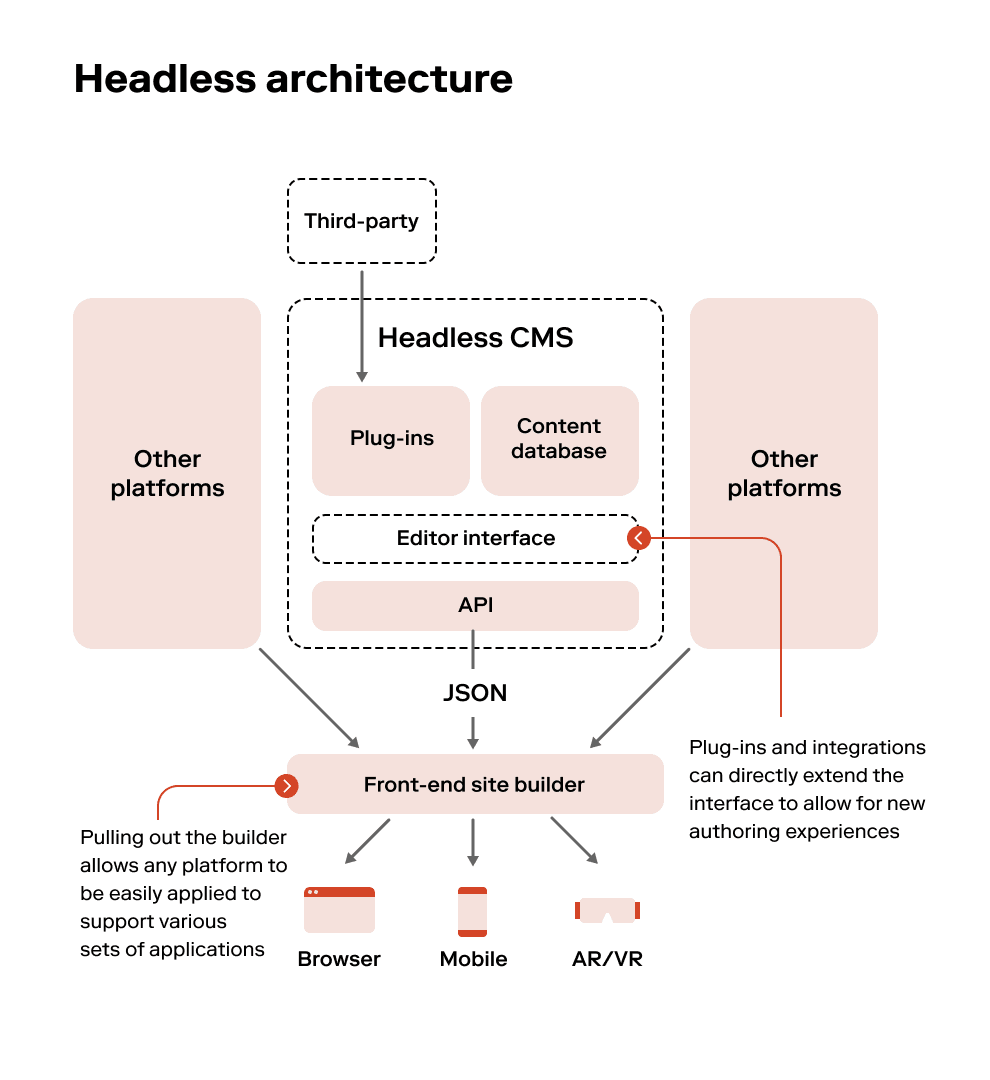 Headless architecture
Third-party
Headless CMS
Other
platforms
Plug-ins
Content
database
Other
platforms
Editor interface
API
JSON
Front-end site builder
Plug-ins and integrations
can directly extend the
interface to allow for new
authoring experiences
Pulling out the builder
allows any platform to
be easily applied to
support various
sets of applications
Browser
Mobile
AR/VR